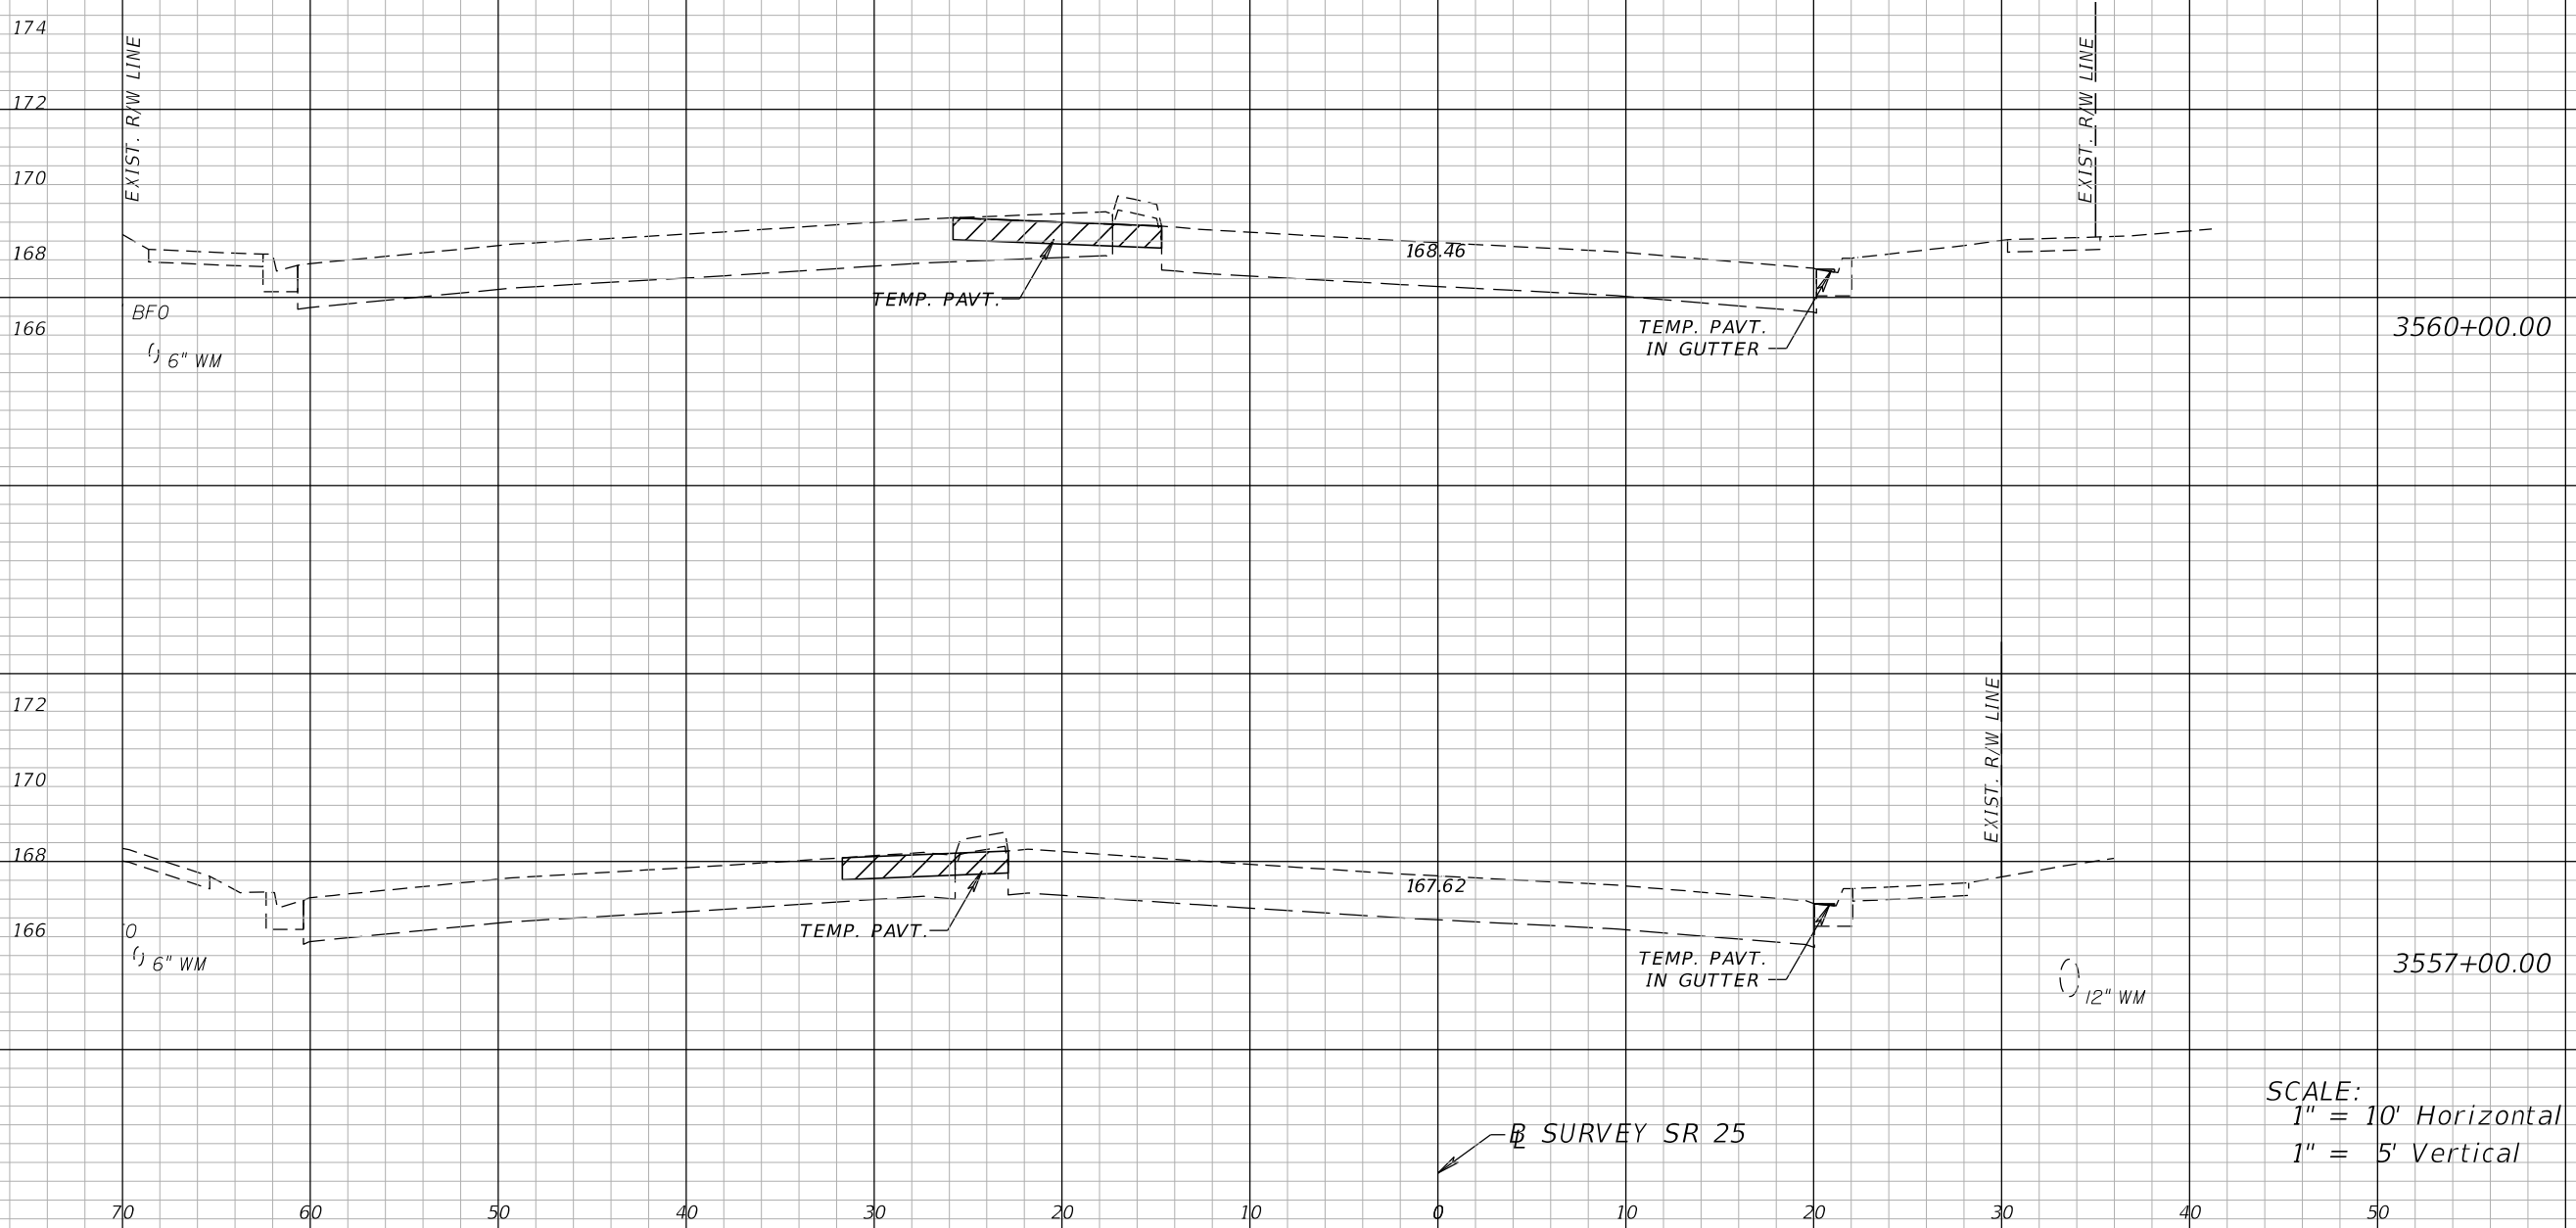 174
EXIST. R/W LINE
EXIST. R/W LINE
172
170
168
168.46
TEMP. PAVT.
BFO
166
TEMP. PAVT.
IN GUTTER
3560+00.00
6" WM
172
EXIST. R/W LINE
170
168
167.62
166
TEMP. PAVT.
6" WM
TEMP. PAVT.
IN GUTTER
3557+00.00
12" WM
SCALE:
1" = 10' Horizontal
1" = 5' Vertical
BL SURVEY SR 25
70 60 50 40 30 20 10 0 10 20 30 40 50